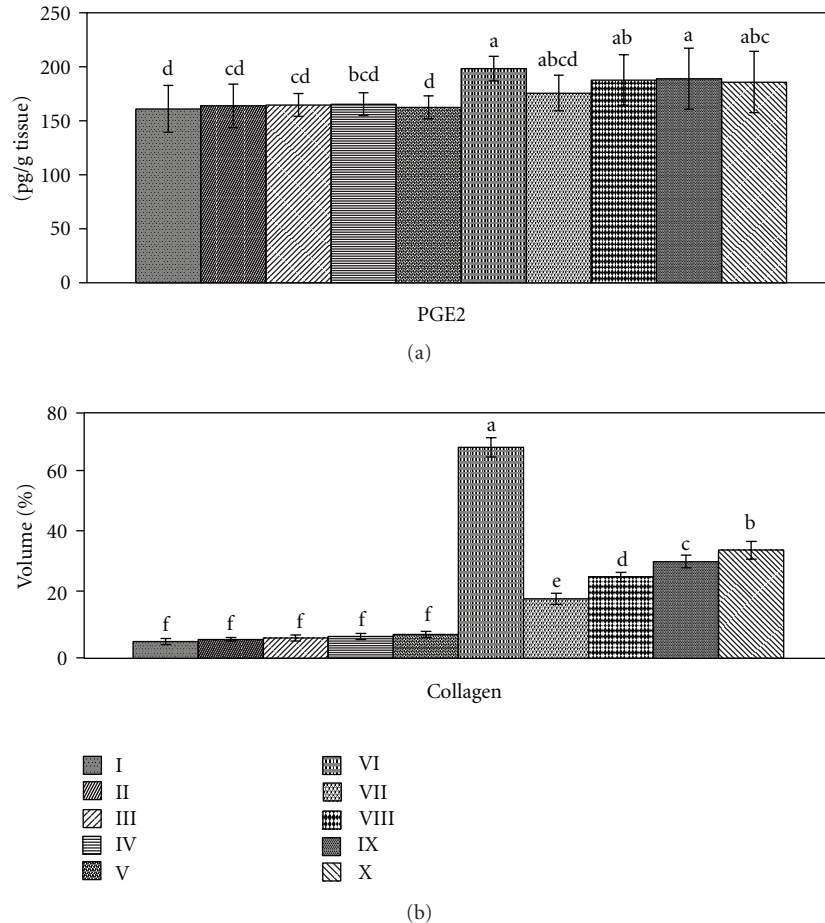 250
200
150
100
50
0
(pg/g tissue)
d
cd
cd
bcd
d
a
abcd
ab
a
abc
PGE2
(a)
80
60
40
20
0
Volume (%)
f
f
f
f
f
a
e
d
c
b
Collagen
I
II
III
IV
V
VI
VII
VIII
IX
X
(b)